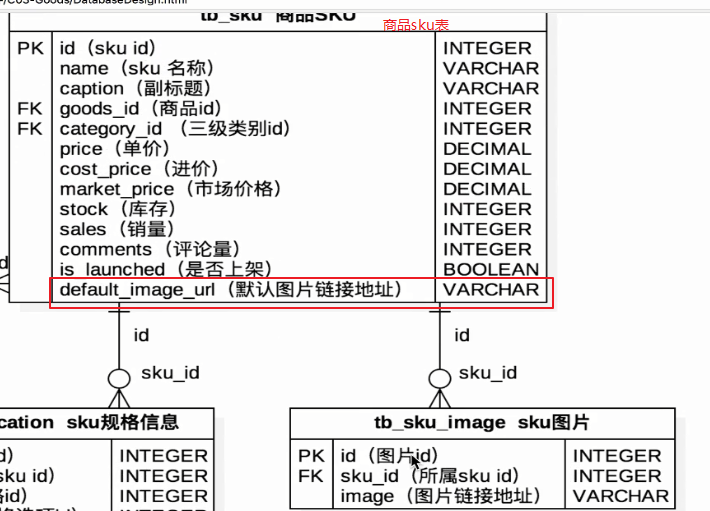 /C03-Goods/DatabaseDesign.html
tb_sku 商品SKU
商品sku表
PK id（sku id） INTEGER
name（sku 名称） VARCHAR
caption（副标题） VARCHAR
FK goods_id（商品id） INTEGER
FK category_id （三级类别id） INTEGER
price（单价） DECIMAL
cost_price（进价） DECIMAL
market_price（市场价格） DECIMAL
stock（库存） INTEGER
sales（销量） INTEGER
comments（评论量） INTEGER
is_launched（是否上架） BOOLEAN
default_image_url（默认图片链接地址） VARCHAR
id id
sku_id sku_id
cation sku规格信息
tb_sku_image sku图片
d） INTEGER
PK id（图片id） INTEGER
sku id） INTEGER
FK sku_id（所属sku id） INTEGER
id） INTEGER
image（图片链接地址） VARCHAR